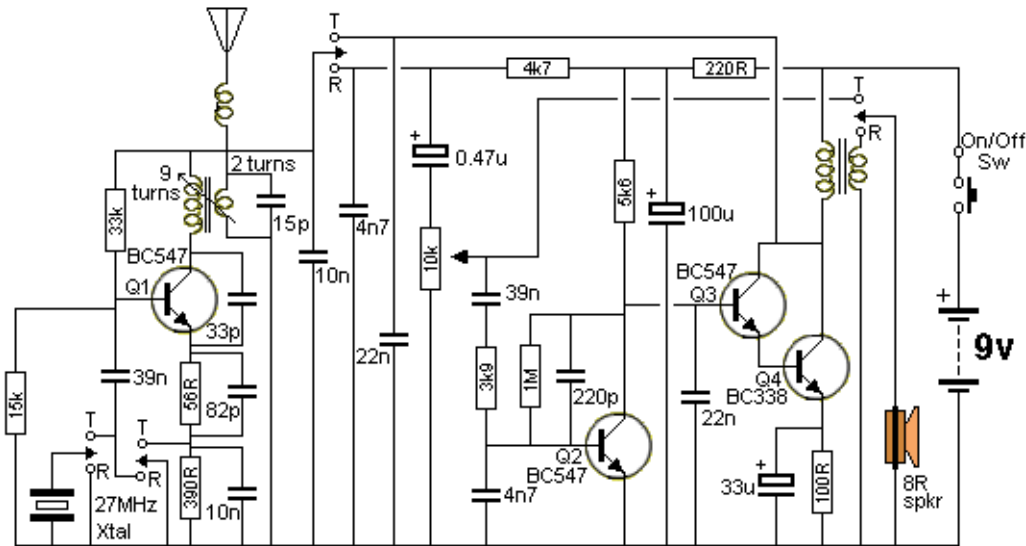 T
R
4k7
220R
T
R
On/Off
Sw
2 turns
9
turns
15p
33k
BC547
Q1
33p
4n7
10n
+
0.47u
10k
39n
5k6
+
100u
BC547
Q3
Q4
BC338
+
9v
15k
39n
56R
82p
22n
3k9
1M
220p
22n
T
R
T
R
390R
10n
27MHz
Xtal
4n7
Q2
BC547
+
33u
100R
8R
spkr